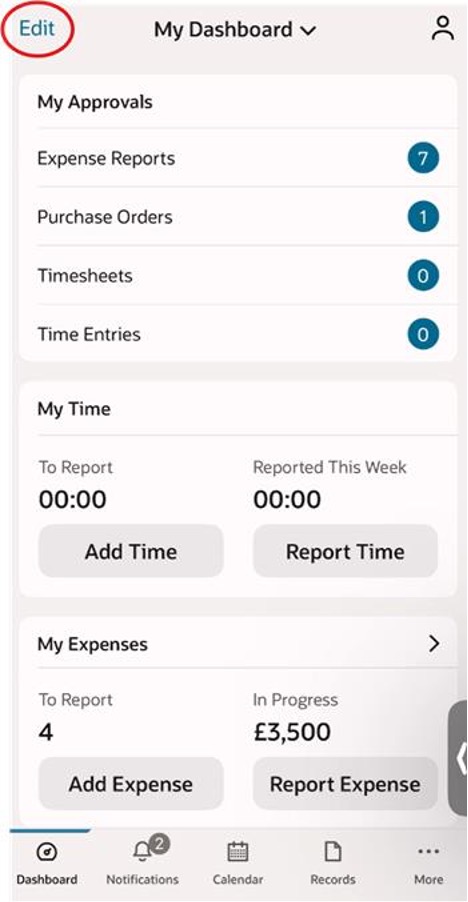 Edit My Dashboard
My Approvals
Expense Reports 7
Purchase Orders 1
Timesheets 0
Time Entries 0
My Time
To Report Reported This Week
00:00 00:00
Add Time Report Time
My Expenses
To Report In Progress
4 £3,500
Add Expense Report Expense
2
Dashboard Notifications Calendar Records More